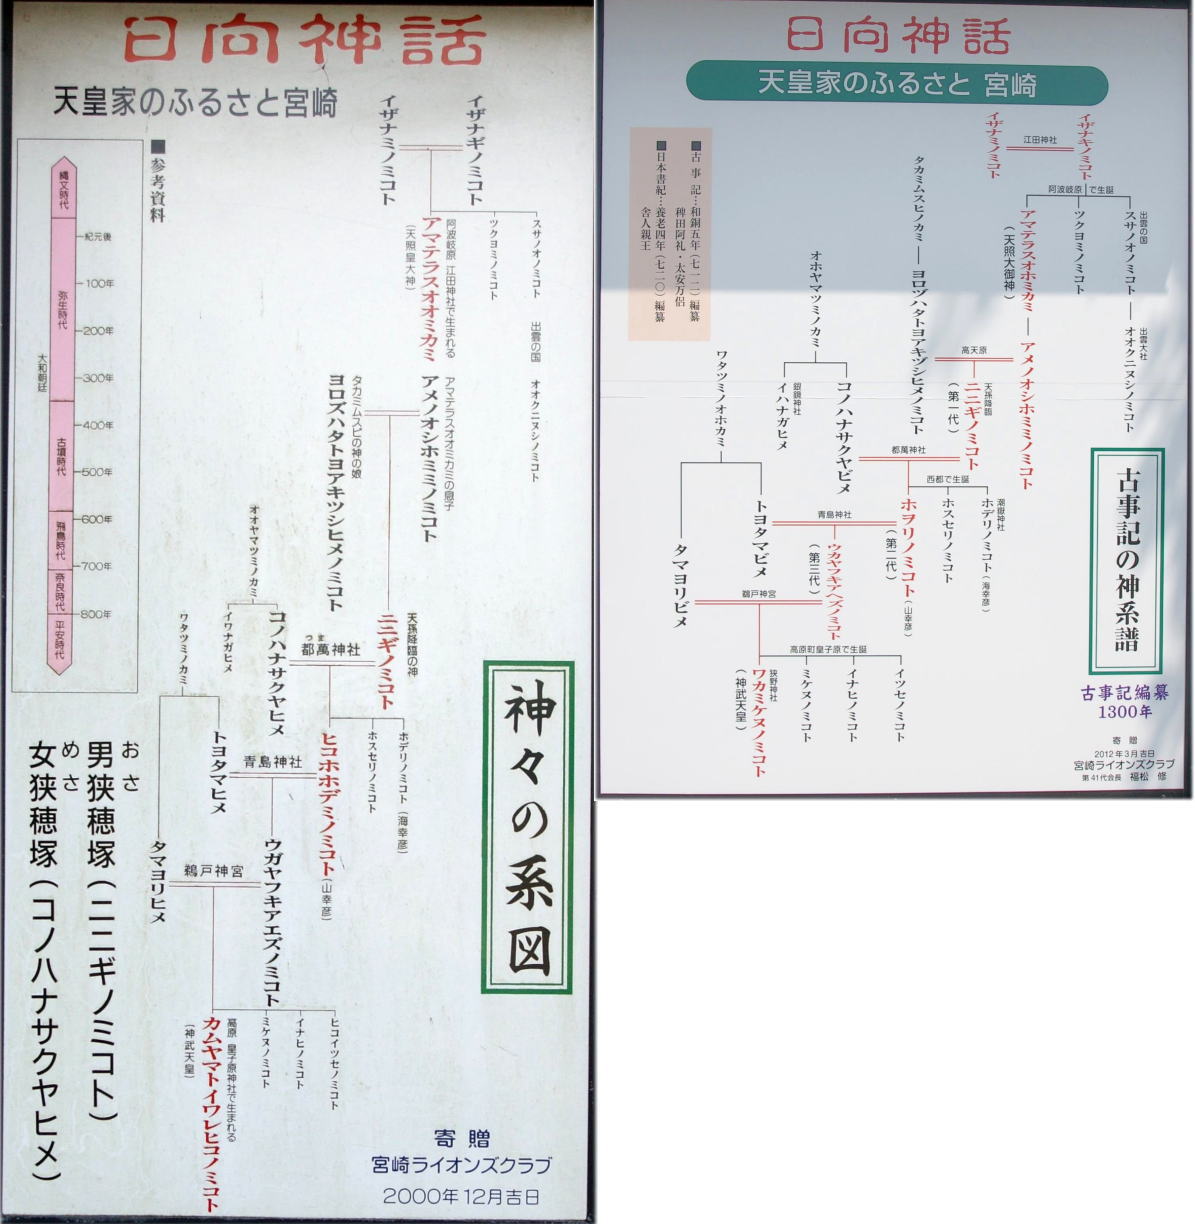 日向神話
天皇家のふるさと宮崎
イザナギノミコト
イザナミノミコト
スサノオノミコト
出雲の国
オオクニヌシノミコト
ツクヨミノミコト
阿波岐原 江田神社で生まれる
アマテラスオオミカミ
(天照皇大神)
アマテラスオオミカミの息子
アメノオシホミミノミコト
タカミムスビの神の娘
ヨロズハタトヨアキツシヒメノミコト
■参考資料
縄文時代
弥生時代
古墳時代
飛鳥時代
奈良時代
平安時代
大和朝廷
紀元後
100年
200年
300年
400年
500年
600年
700年
800年
天孫降臨の神
ニニギノミコト
つま
都萬神社
オオヤマツミノカミ
コノハナサクヤヒメ
イワナガヒメ
ワタツミノカミ
ホデリノミコト(海幸彦)
ホスセリノミコト
ヒコホホデミノミコト(山幸彦)
青島神社
トヨタマヒメ
タマヨリヒメ
鵜戸神宮
ウガヤフキアエズノミコト
ヒコイツセノミコト
イナヒノミコト
ミケヌノミコト
高原 皇子原神社で生まれる
カムヤマトイワレヒコノミコト
(神武天皇)
神々の系図
おさ
男狭穂塚(ニニギノミコト)
めさ
女狭穂塚(コノハナサクヤヒメ)
寄贈
宮崎ライオンズクラブ
2000年12月吉日
日向神話
天皇家のふるさと 宮崎
イザナキノミコト
江田神社
イザナミノミコト
阿波岐原で生誕
出雲の国
スサノオノミコト
出雲大社
オオクニヌシノミコト
ツクヨミノミコト
アマテラスオホミカミ
(天照大御神)
アメノオシホミミノミコト
■古事記…和銅五年(七一二)編纂
稗田阿礼・太安万侶
■日本書紀…養老四年(七二〇)編纂
舎人親王
タカミムスヒノカミ
ヨロヅハタトヨアキヅシヒメノミコト
高天原
天孫降臨
ニニギノミコト
(第一代)
オホヤマツミノカミ
コノハナサクヤビメ
銀鏡神社
イハナガヒメ
都萬神社
ワタツミノオホカミ
西都で生誕
潮嶽神社
ホデリノミコト(海幸彦)
ホスセリノミコト
ホヲリノミコト(山幸彦)
(第二代)
青島神社
トヨタマビメ
タマヨリビメ
ウカヤフキアヘズノミコト
(第三代)
鵜戸神宮
高原町皇子原で生誕
イツセノミコト
イナヒノミコト
ミケヌノミコト
狭野神社
ワカミケヌノミコト
(神武天皇)
古事記の神系譜
古事記編纂
1300年
寄贈
2012年3月吉日
宮崎ライオンズクラブ
第41代会長 福松 修